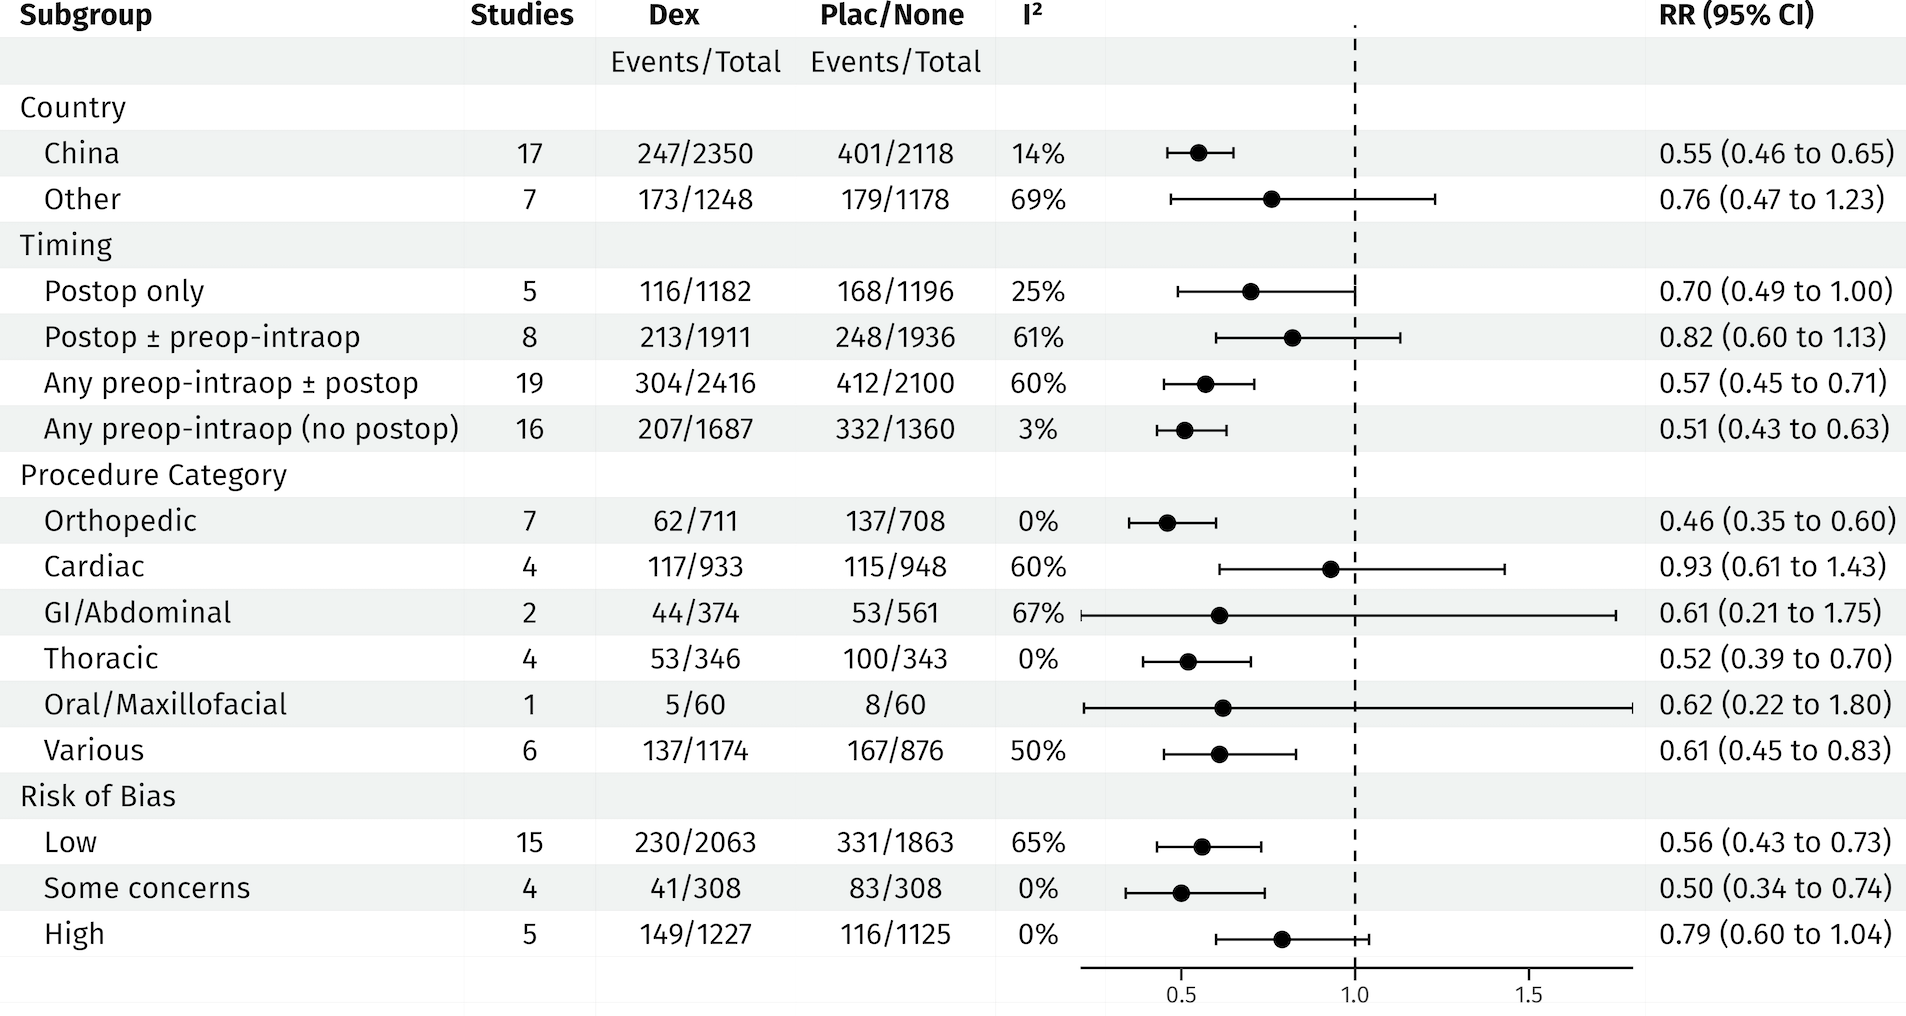 Subgroup Studies Dex Plac/None I² RR (95% CI)
Events/Total Events/Total
Country
China 17 247/2350 401/2118 14% 0.55 (0.46 to 0.65)
Other 7 173/1248 179/1178 69% 0.76 (0.47 to 1.23)
Timing
Postop only 5 116/1182 168/1196 25% 0.70 (0.49 to 1.00)
Postop ± preop-intraop 8 213/1911 248/1936 61% 0.82 (0.60 to 1.13)
Any preop-intraop ± postop 19 304/2416 412/2100 60% 0.57 (0.45 to 0.71)
Any preop-intraop (no postop) 16 207/1687 332/1360 3% 0.51 (0.43 to 0.63)
Procedure Category
Orthopedic 7 62/711 137/708 0% 0.46 (0.35 to 0.60)
Cardiac 4 117/933 115/948 60% 0.93 (0.61 to 1.43)
GI/Abdominal 2 44/374 53/561 67% 0.61 (0.21 to 1.75)
Thoracic 4 53/346 100/343 0% 0.52 (0.39 to 0.70)
Oral/Maxillofacial 1 5/60 8/60 0.62 (0.22 to 1.80)
Various 6 137/1174 167/876 50% 0.61 (0.45 to 0.83)
Risk of Bias
Low 15 230/2063 331/1863 65% 0.56 (0.43 to 0.73)
Some concerns 4 41/308 83/308 0% 0.50 (0.34 to 0.74)
High 5 149/1227 116/1125 0% 0.79 (0.60 to 1.04)
0.5 1.0 1.5